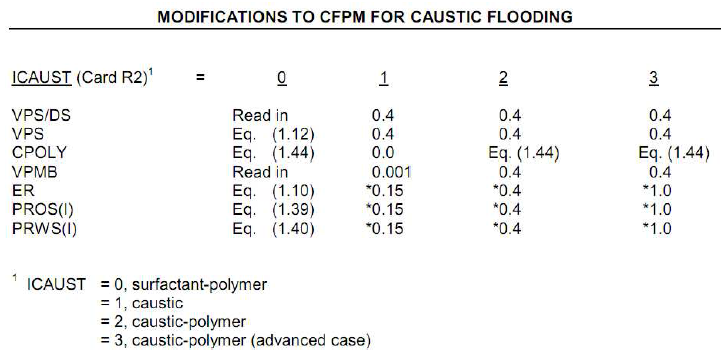 MODIFICATIONS TO CFPM FOR CAUSTIC FLOODING
ICAUST (Card R2)¹ = 0 1 2 3
VPS/DS Read in 0.4 0.4 0.4
VPS Eq. (1.12) 0.4 0.4 0.4
CPOLY Eq. (1.44) 0.0 Eq. (1.44) Eq. (1.44)
VPMB Read in 0.001 0.4 0.4
ER Eq. (1.10) *0.15 *0.4 *1.0
PROS(I) Eq. (1.39) *0.15 *0.4 *1.0
PRWS(I) Eq. (1.40) *0.15 *0.4 *1.0
¹ ICAUST = 0, surfactant-polymer
= 1, caustic
= 2, caustic-polymer
= 3, caustic-polymer (advanced case)